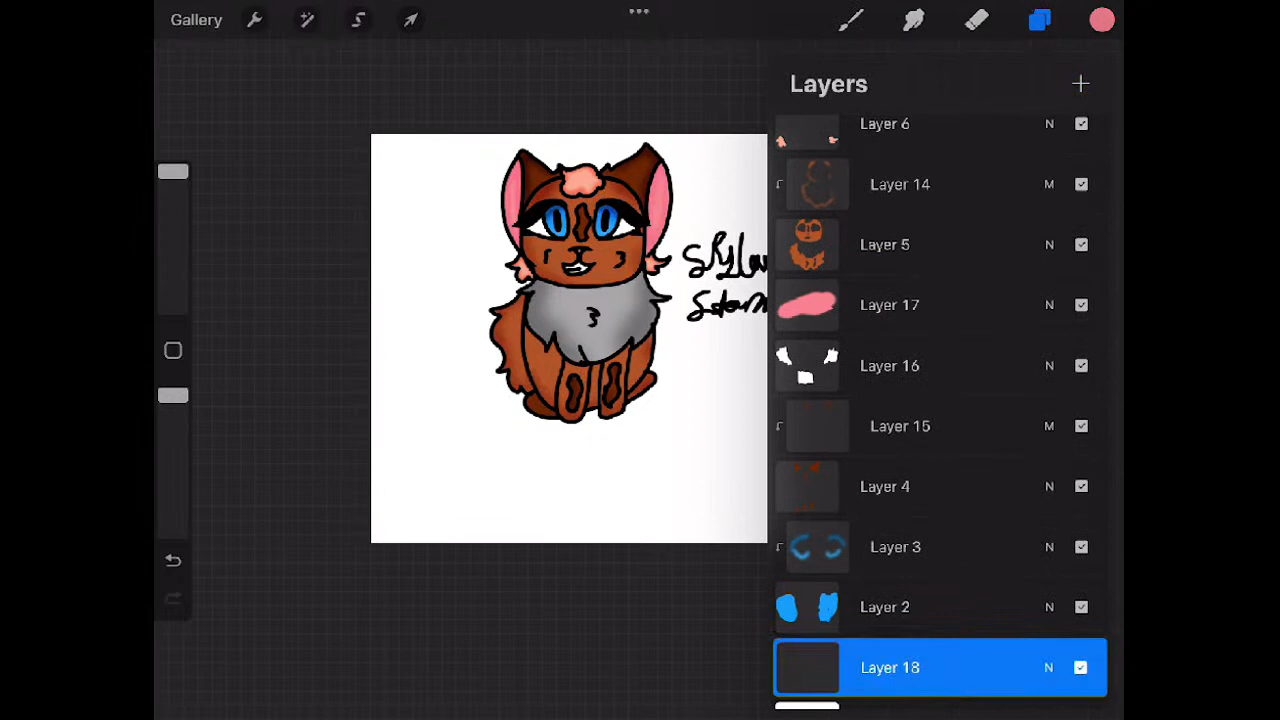 Gallery
Layers
Layer 6 N
Layer 14 M
Layer 5 N
Layer 17 N
Layer 16 N
Layer 15 M
Layer 4 N
Layer 3 N
Layer 2 N
Layer 18 N